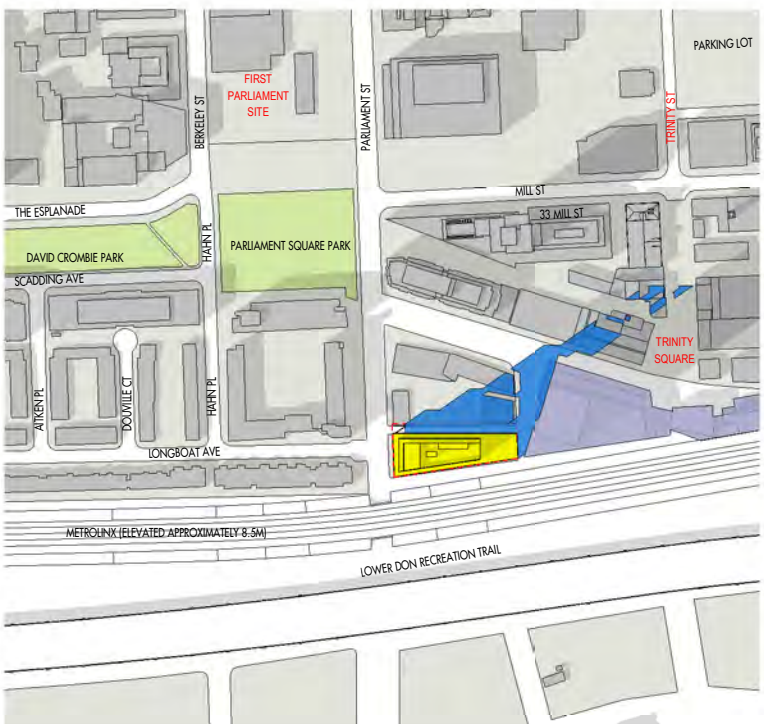 PARKING LOT
FIRST
PARLIAMENT
SITE
BERKELEY ST
PARLIAMENT ST
TRINITY ST
MILL ST
THE ESPLANADE
33 MILL ST
HAHN PL
PARLIAMENT SQUARE PARK
DAVID CROMBIE PARK
SCADDING AVE
TRINITY
SQUARE
AITKEN PL
DOUVILLE CT
HAHN PL
LONGBOAT AVE
METROLINX (ELEVATED APPROXIMATELY 8.5M)
LOWER DON RECREATION TRAIL